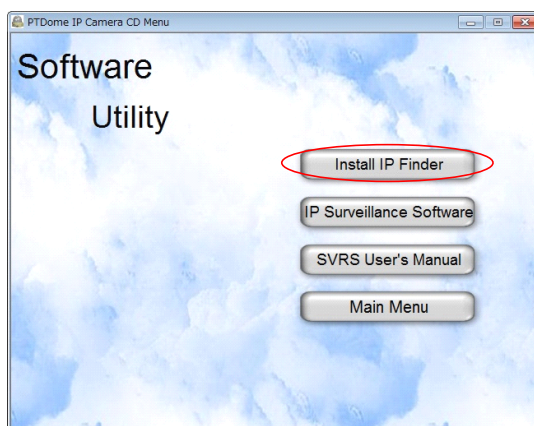 PTDome IP Camera CD Menu
Software
Utility
Install IP Finder
IP Surveillance Software
SVRS User's Manual
Main Menu